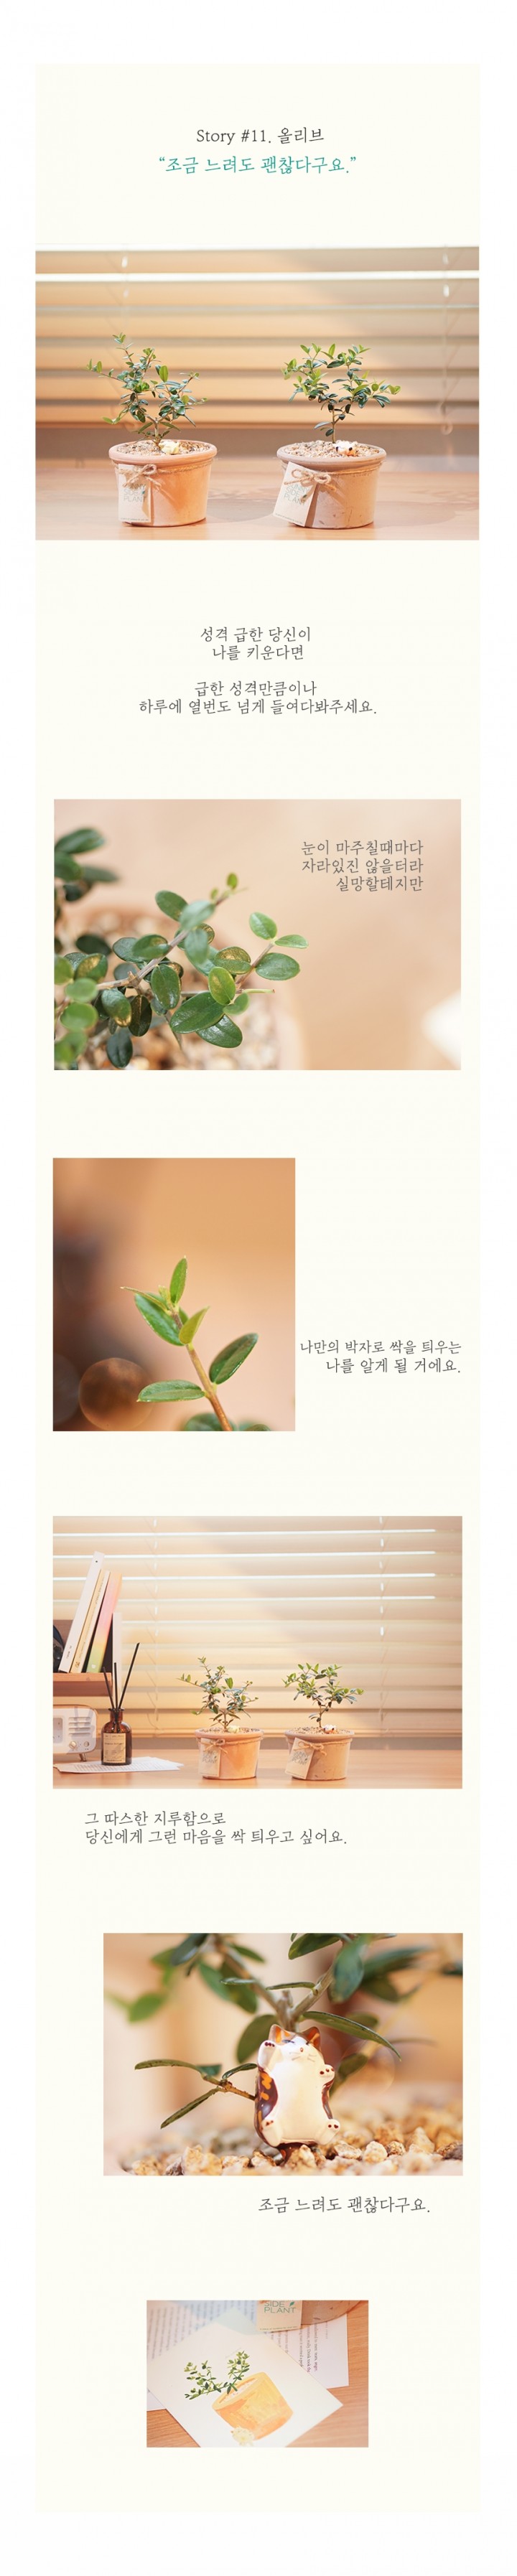 Story #11. 올리브
“조금 느려도 괜찮다구요.”
성격 급한 당신이
나를 키운다면
급한 성격만큼이나
하루에 열번도 넘게 들여다봐주세요.
눈이 마주칠때마다
자라있진 않을터라
실망할테지만
나만의 박자로 싹을 틔우는
나를 알게 될 거에요.
그 따스한 지루함으로
당신에게 그런 마음을 싹 틔우고 싶어요.
조금 느려도 괜찮다구요.
PLANT